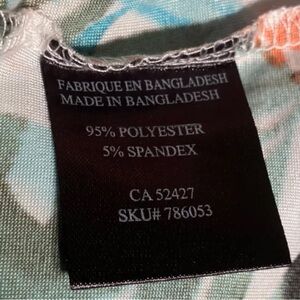 FABRIQUE EN BANGLADESH
MADE IN BANGLADESH
95% POLYESTER
5% SPANDEX
CA 52427
SKU# 786053